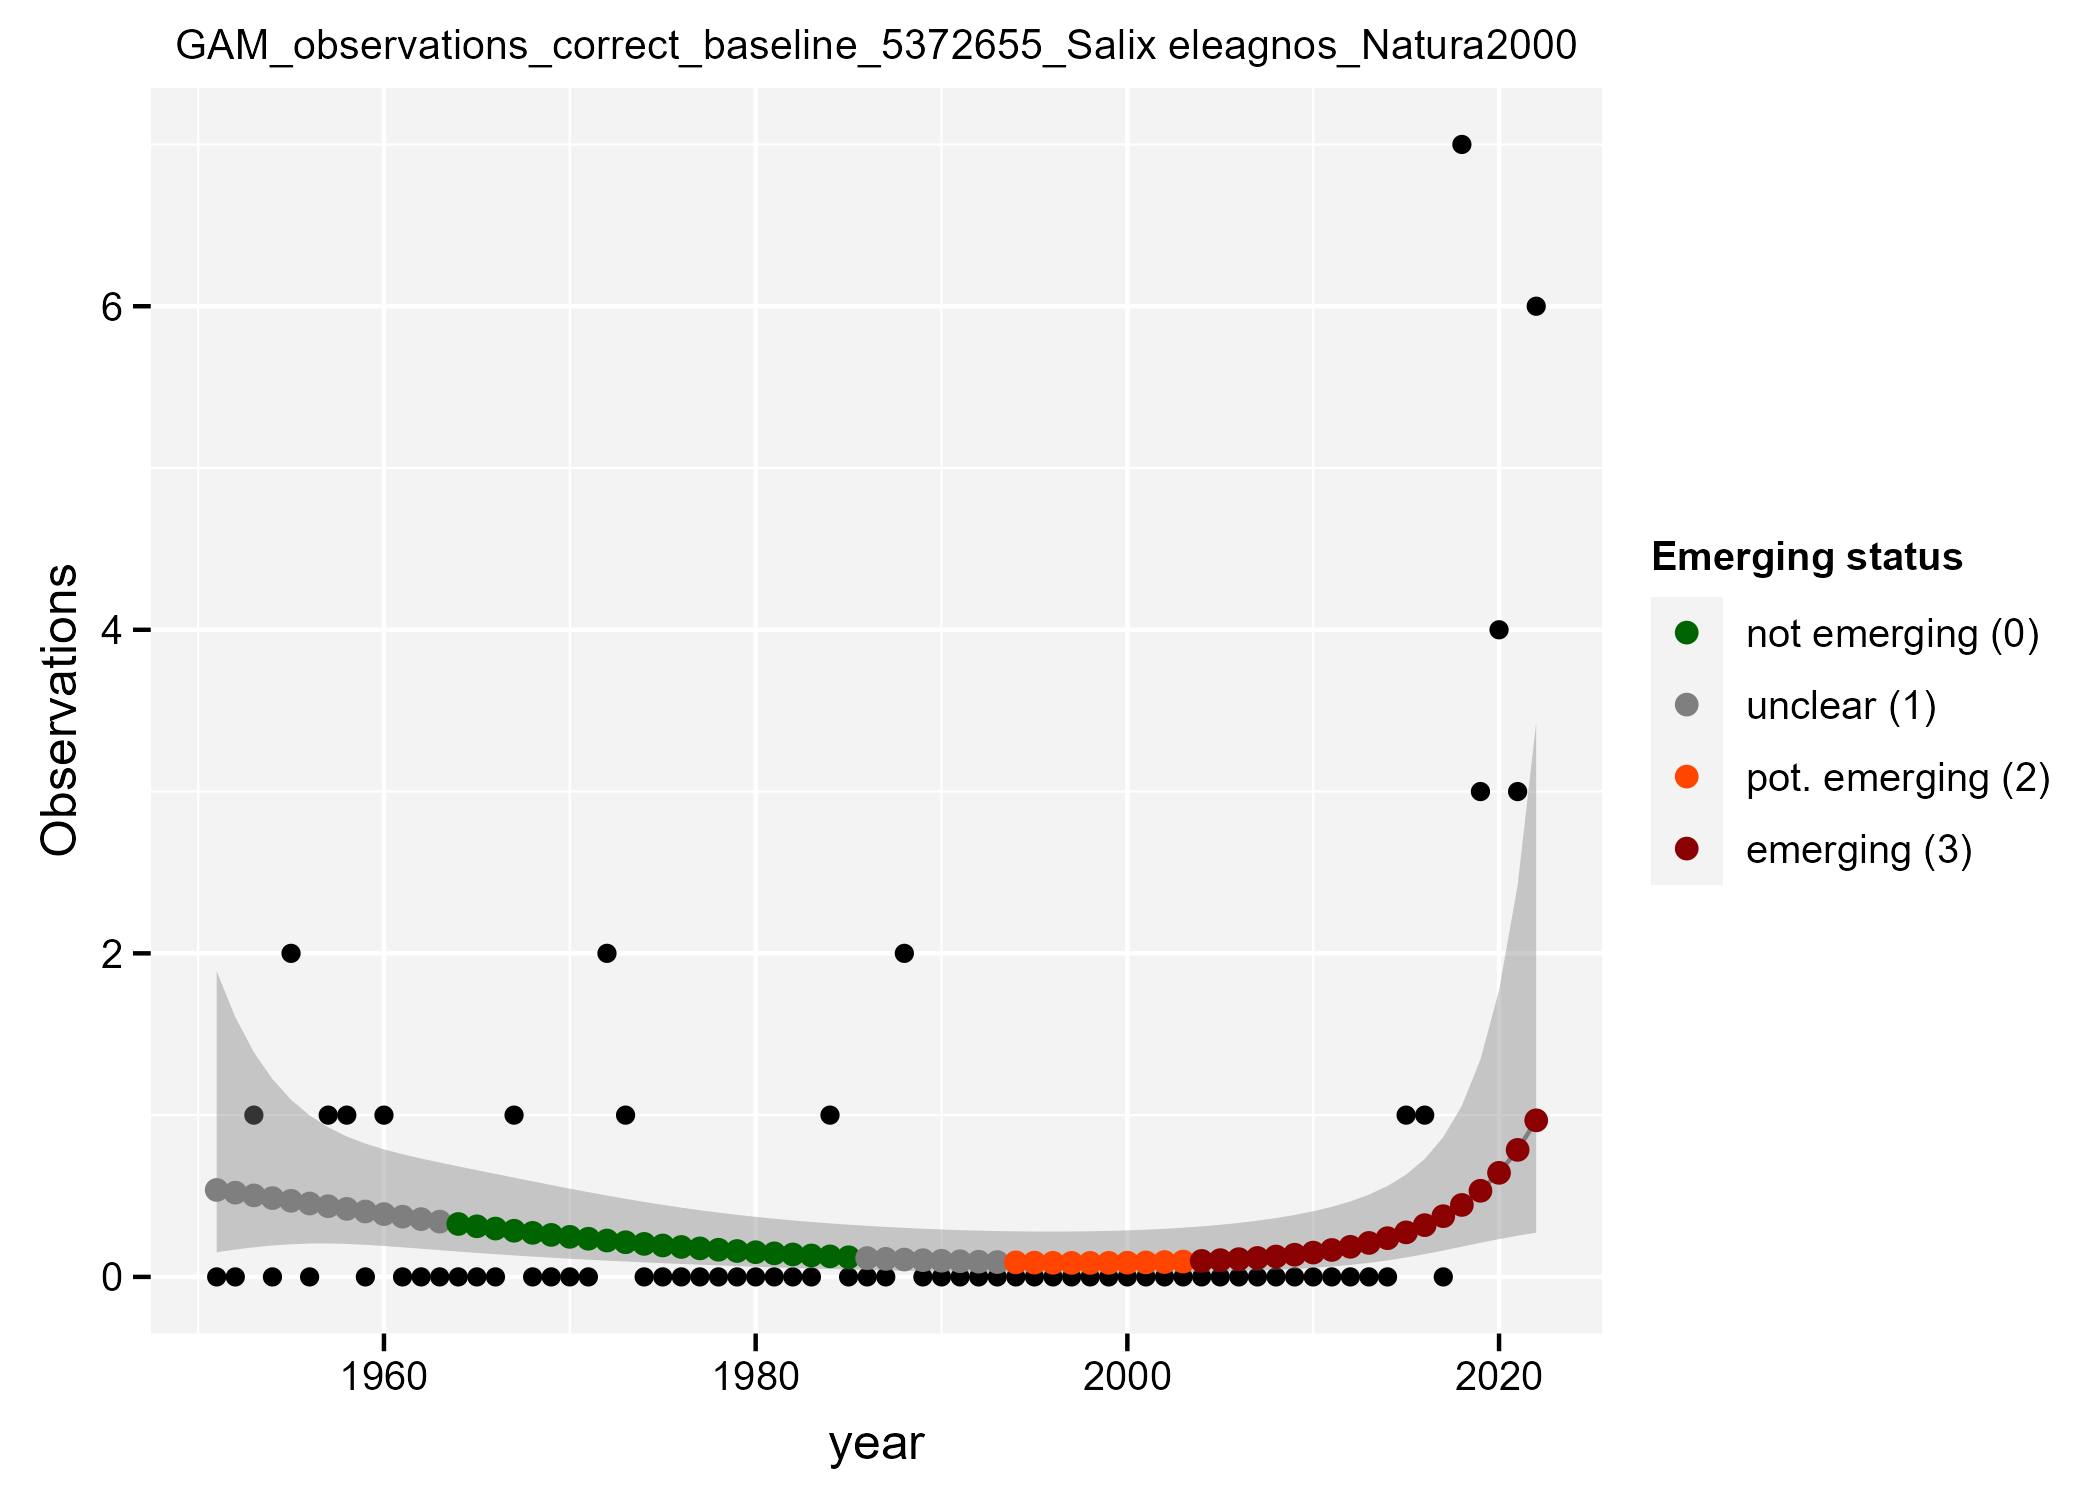 GAM_observations_correct_baseline_5372655_Salix eleagnos_Natura2000
Observations
6
4
2
0
1960
1980
2000
2020
year
Emerging status
not emerging (0)
unclear (1)
pot. emerging (2)
emerging (3)